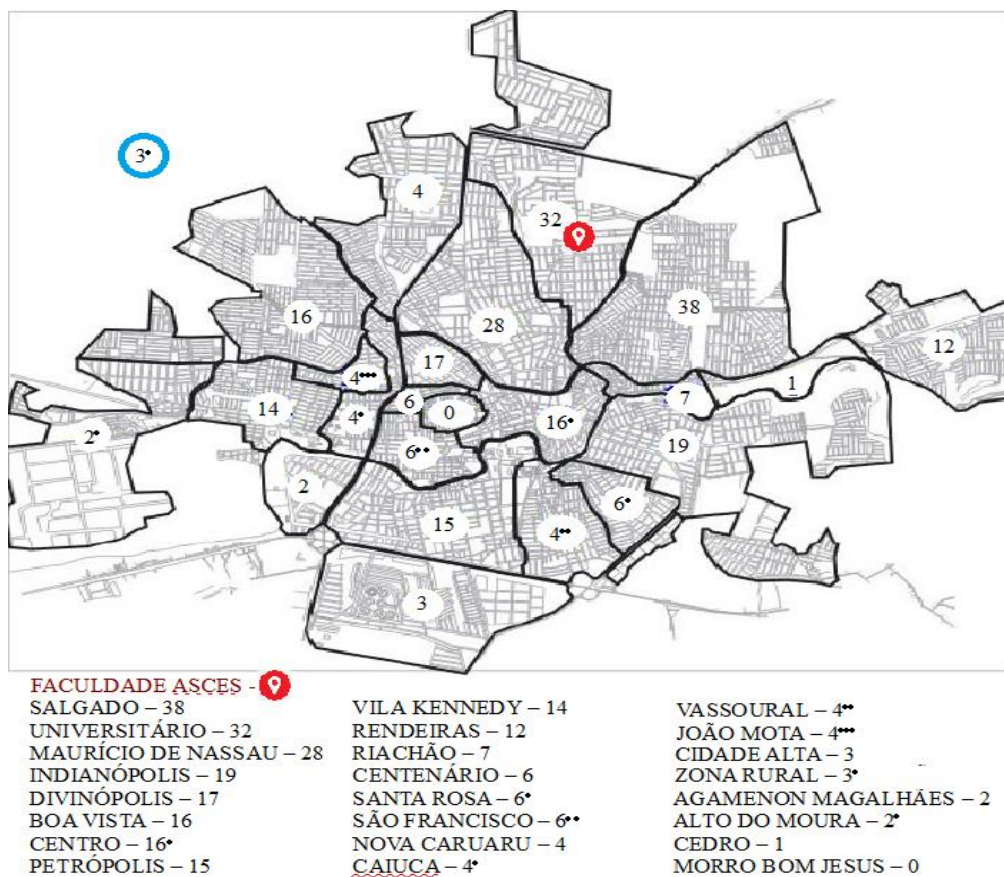 3•
4
32
16
28
38
12
17
4•••
1
7
6
0
14
4•
16•
2•
6••
19
2
6•
15
4••
3
FACULDADE ASCES -
SALGADO – 38
UNIVERSITÁRIO – 32
MAURÍCIO DE NASSAU – 28
INDIANÓPOLIS – 19
DIVINÓPOLIS – 17
BOA VISTA – 16
CENTRO – 16•
PETRÓPOLIS – 15
VILA KENNEDY – 14
RENDEIRAS – 12
RIACHÃO – 7
CENTENÁRIO – 6
SANTA ROSA – 6•
SÃO FRANCISCO – 6••
NOVA CARUARU – 4
CAIUCA – 4•
VASSOURAL – 4••
JOÃO MOTA – 4•••
CIDADE ALTA – 3
ZONA RURAL – 3•
AGAMENON MAGALHÃES – 2
ALTO DO MOURA – 2•
CEDRO – 1
MORRO BOM JESUS – 0